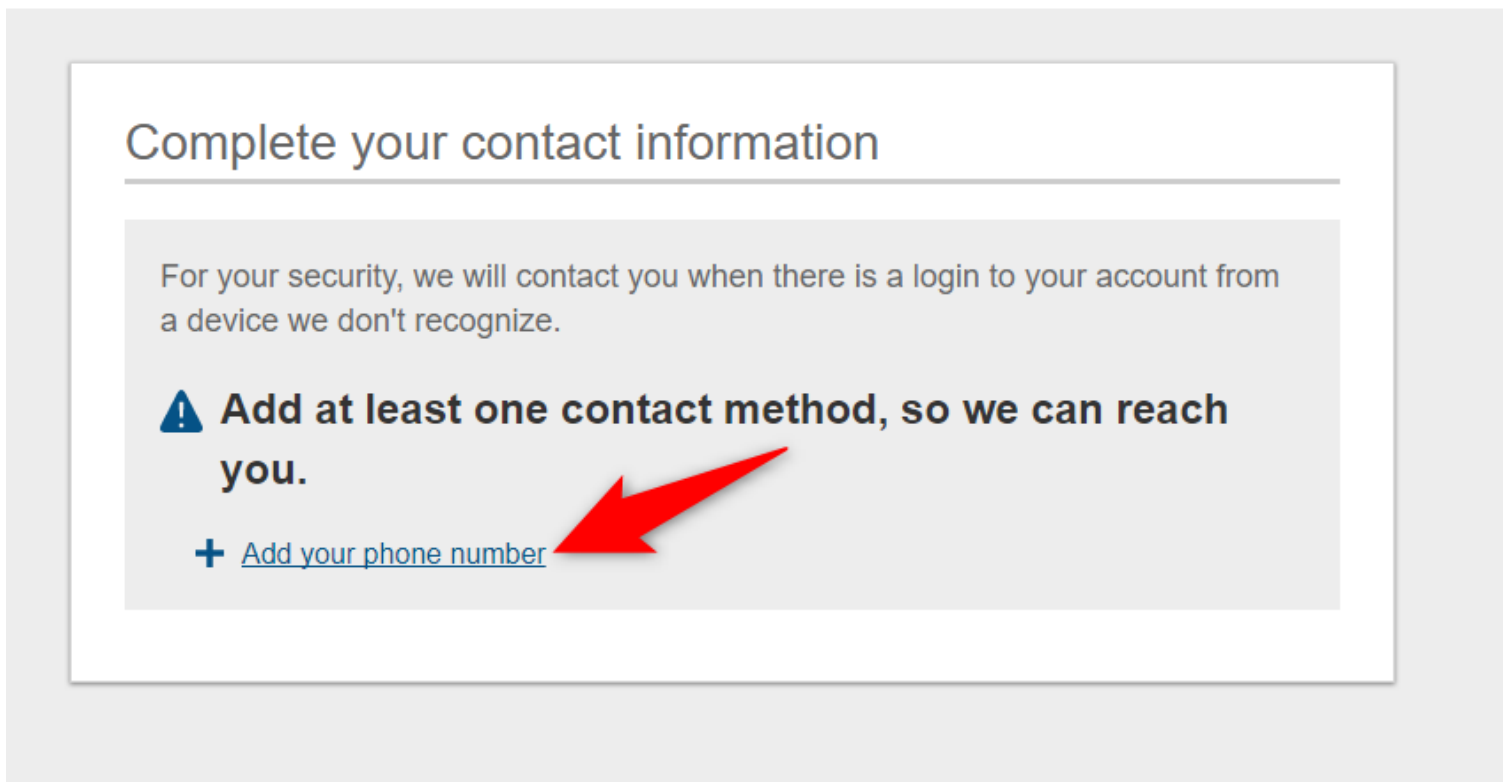 Complete your contact information
For your security, we will contact you when there is a login to your account from
a device we don't recognize.
Add at least one contact method, so we can reach
you.
Add your phone number